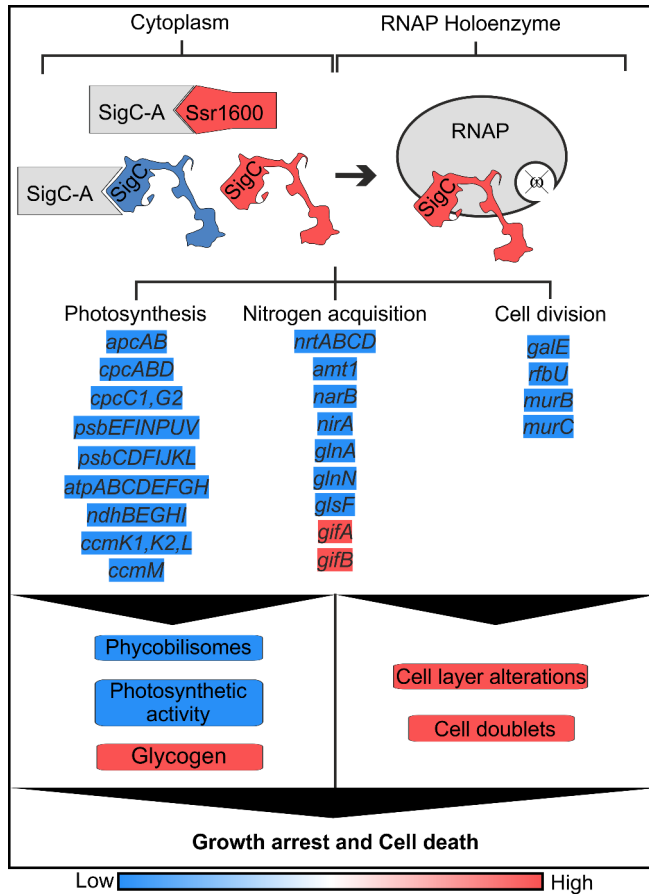 Cytoplasm RNAP Holoenzyme
SigC-A Ssr1600
RNAP
SigC-A SigC SigC
ω
SigC
Photosynthesis Nitrogen acquisition Cell division
apcAB nrtABCD galE
cpcABD amt1 rfbU
cpcC1,G2 narB murB
psbEFINPUV nirA murC
psbCDFIJKL glnA
atpABCDEFGH glnN
ndhBEGHI glsF
ccmK1,K2,L gifA
ccmM gifB
Phycobilisomes
Photosynthetic
activity
Glycogen
Cell layer alterations
Cell doublets
Growth arrest and Cell death
Low High